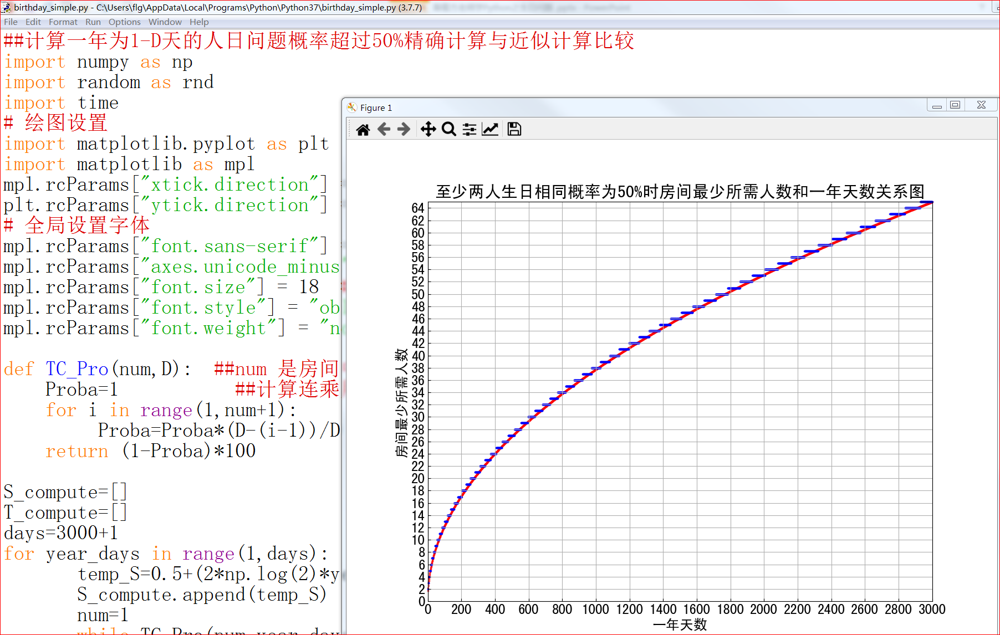 birthday_simple.py - C:\Users\flg\AppData\Local\Programs\Python\Python37\birthday_simple.py (3.7.7)
File Edit Format Run Options Window Help
##计算一年为1-D天的人日问题概率超过50%精确计算与近似计算比较
import numpy as np
import random as rnd
import time
# 绘图设置
import matplotlib.pyplot as plt
import matplotlib as mpl
mpl.rcParams["xtick.direction"]
plt.rcParams["ytick.direction"]
# 全局设置字体
mpl.rcParams["font.sans-serif"]
mpl.rcParams["axes.unicode_minus
mpl.rcParams["font.size"] = 18
mpl.rcParams["font.style"] = "ob
mpl.rcParams["font.weight"] = "n
def TC_Pro(num,D): ##num 是房间
Proba=1 ##计算连乘
for i in range(1,num+1):
Proba=Proba*(D-(i-1))/D
return (1-Proba)*100
S_compute=[]
T_compute=[]
days=3000+1
for year_days in range(1,days):
temp_S=0.5+(2*np.log(2)*y
S_compute.append(temp_S)
num=1
while TC_Pro(num,year_day
Figure 1
至少两人生日相同概率为50%时房间最少所需人数和一年天数关系图
房间最少所需人数
64
62
60
58
56
54
52
50
48
46
44
42
40
38
36
34
32
30
28
26
24
22
20
18
16
14
12
10
8
6
4
2
0
0 200 400 600 800 1000 1200 1400 1600 1800 2000 2200 2400 2600 2800 3000
一年天数